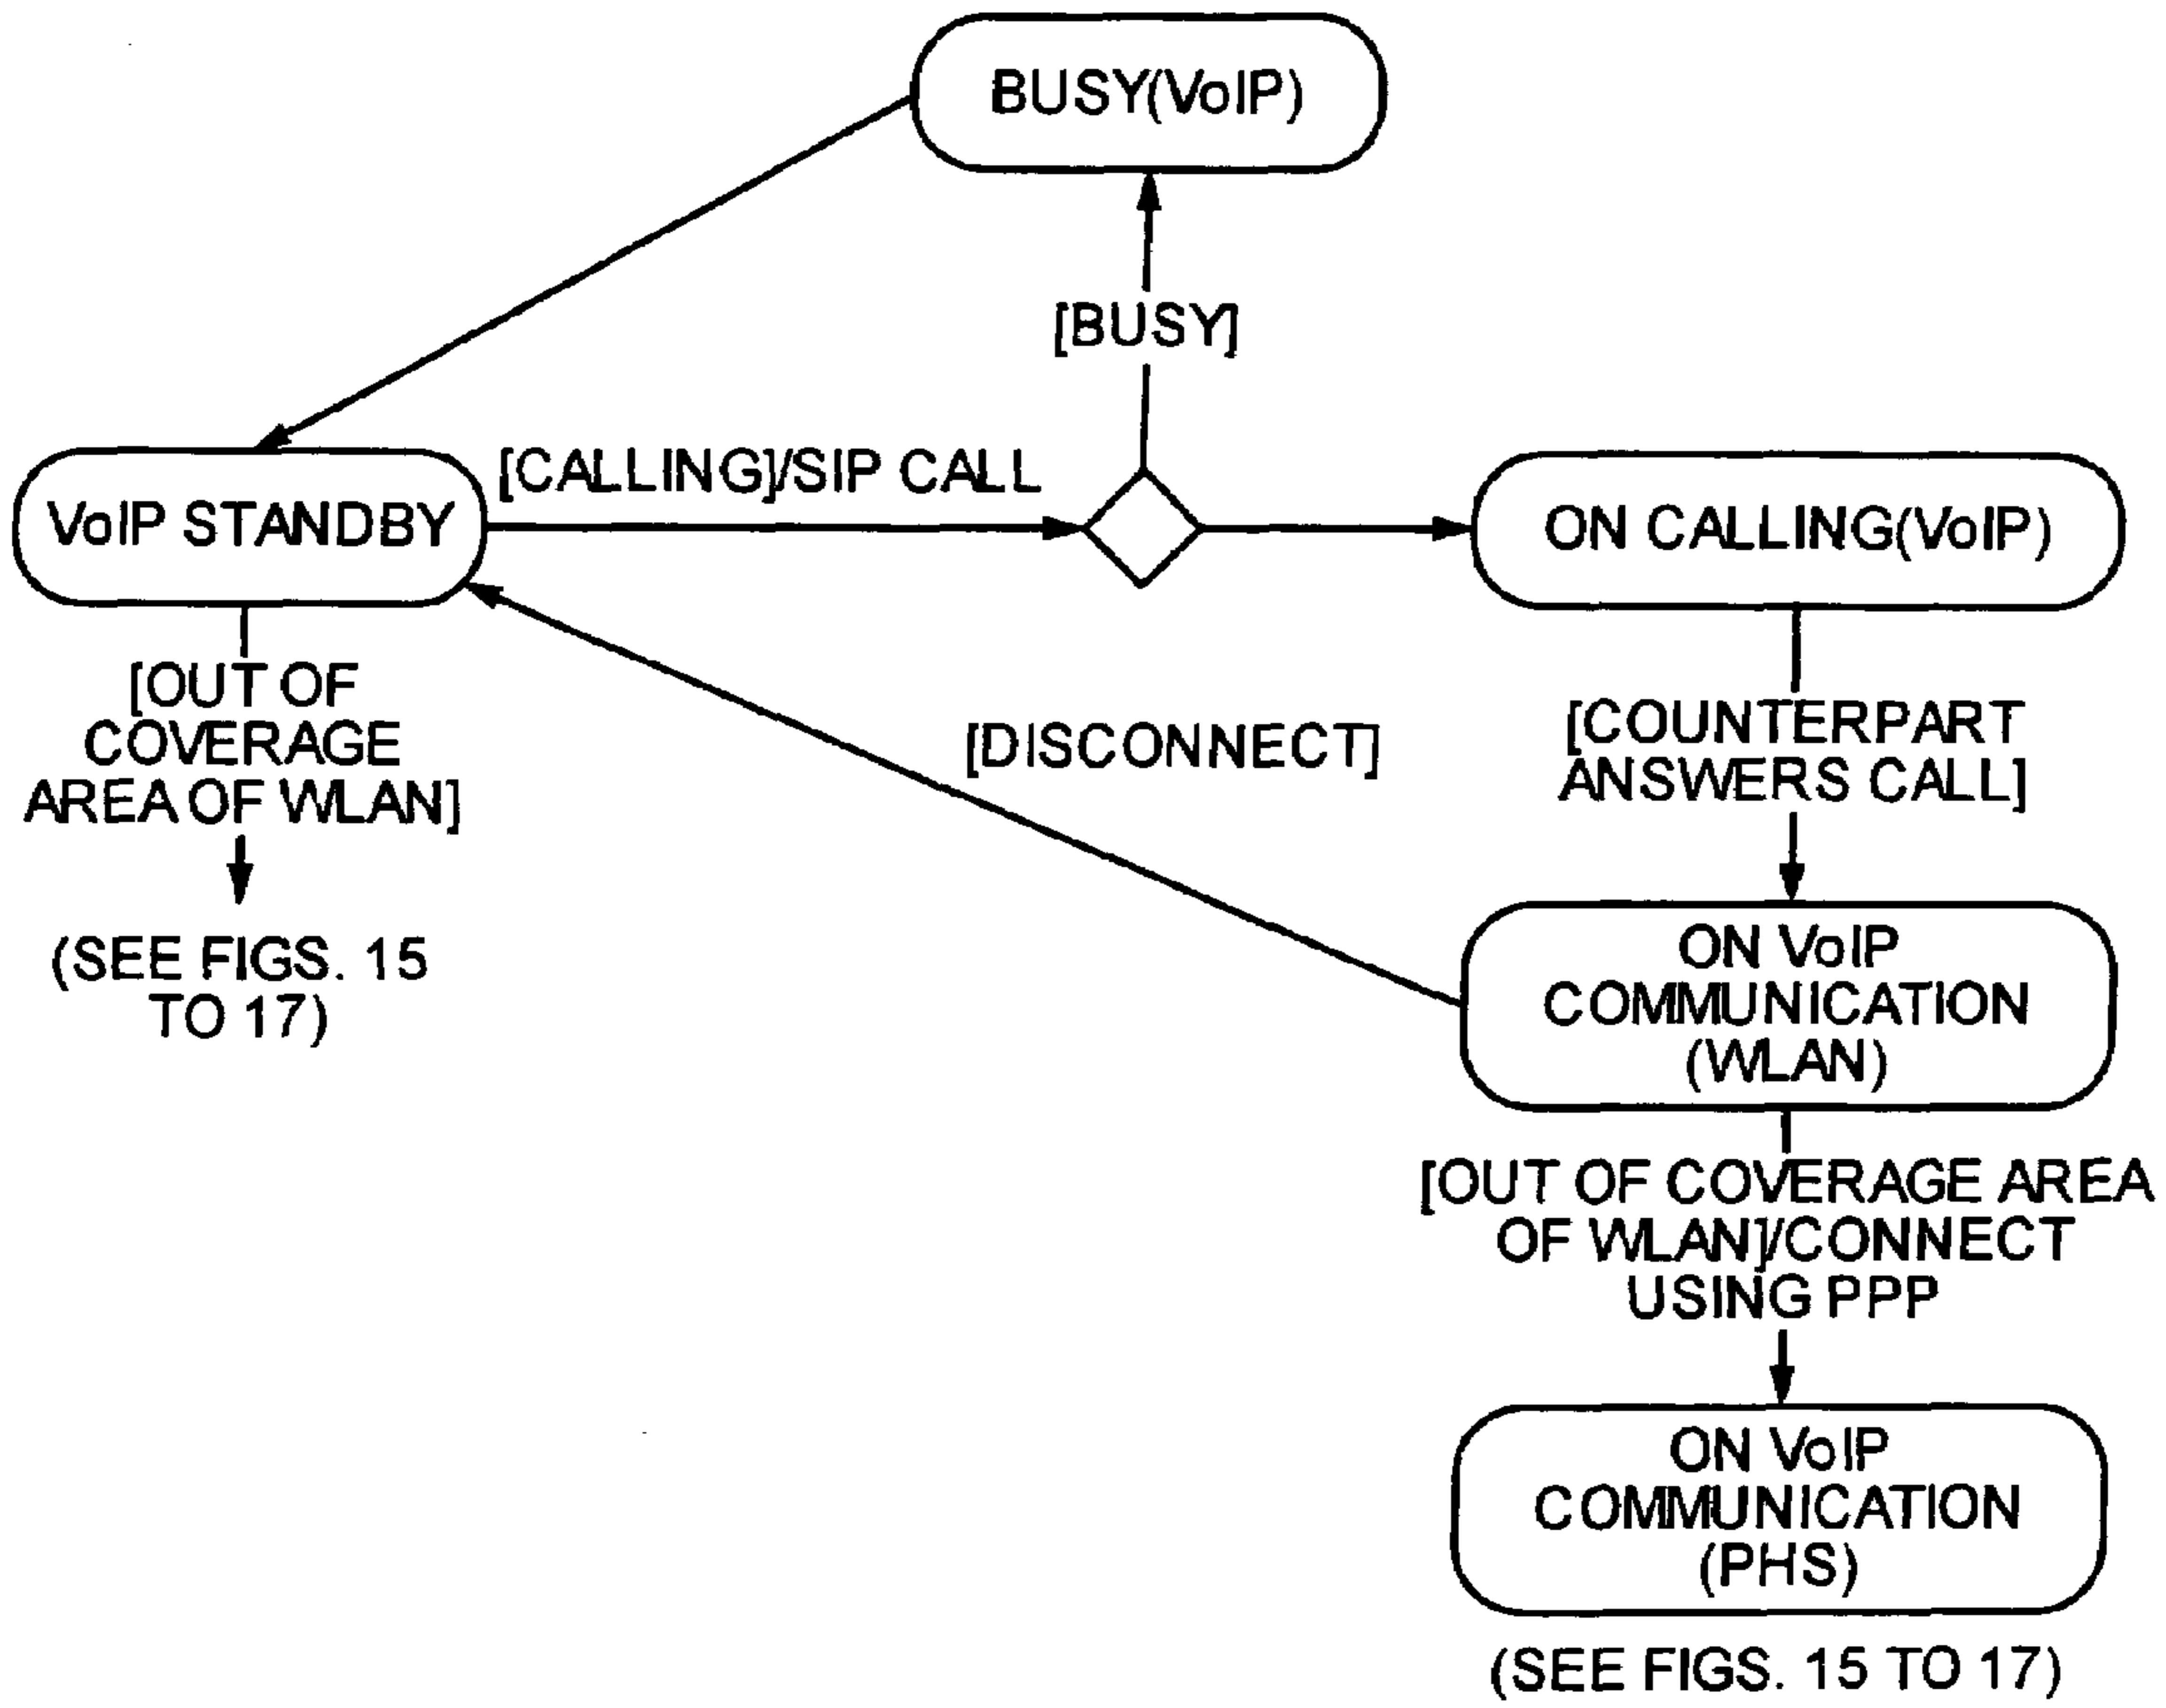 BUSY(VoIP)
[BUSY]
[CALLING]/SIP CALL
VoIP STANDBY
ON CALLING(VoIP)
[OUT OF
COVERAGE
AREA OF WLAN]
(SEE FIGS. 15
TO 17)
[DISCONNECT]
[COUNTERPART
ANSWERS CALL]
ON VoIP
COMMUNICATION
(WLAN)
[OUT OF COVERAGE AREA
OF WLAN]/CONNECT
USING PPP
ON VoIP
COMMUNICATION
(PHS)
(SEE FIGS. 15 TO 17)